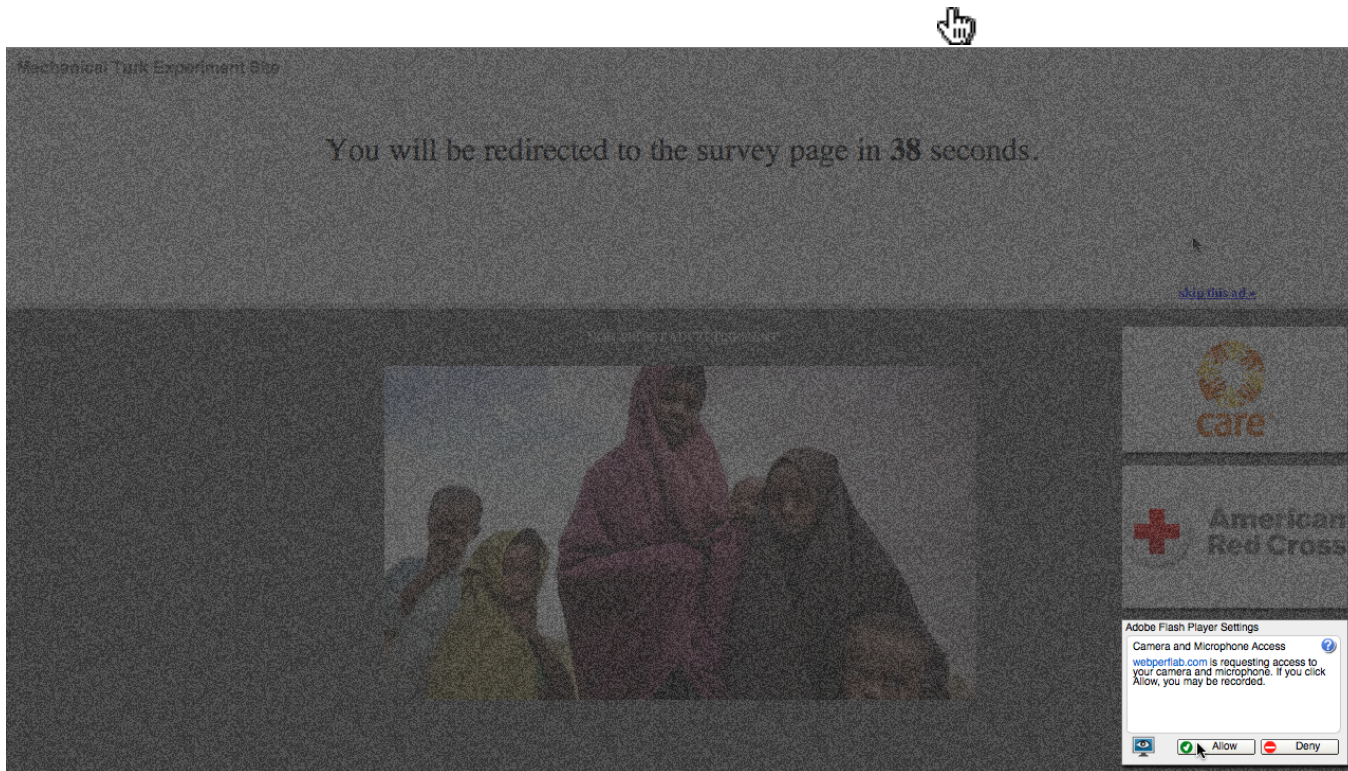 Mechanical Turk Experiment Site
You will be redirected to the survey page in 38 seconds.
skip this ad »
care
American
Red Cross
Adobe Flash Player Settings
Camera and Microphone Access
webperflab.com is requesting access to
your camera and microphone. If you click
Allow, you may be recorded.
Allow
Deny